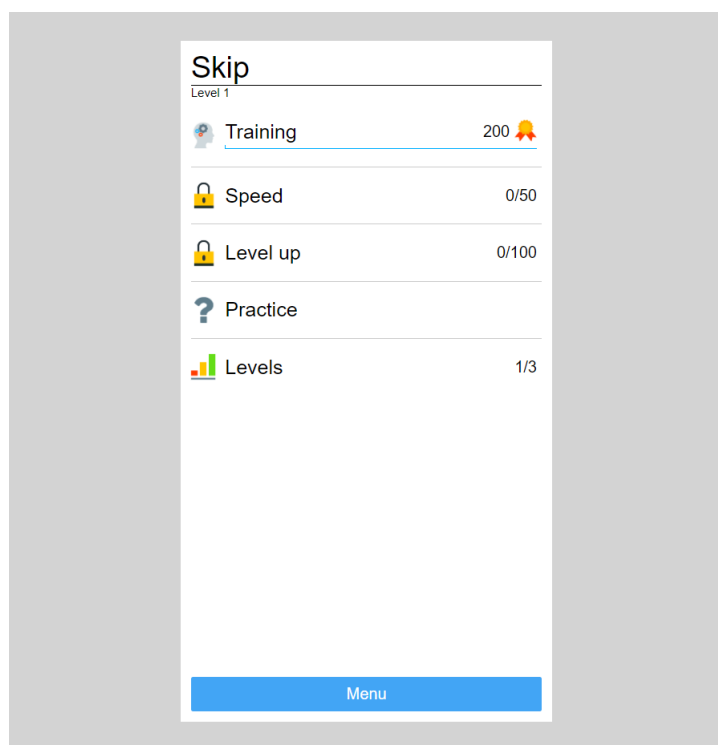 Skip
Level 1
Training 200
Speed 0/50
Level up 0/100
Practice
Levels 1/3
Menu